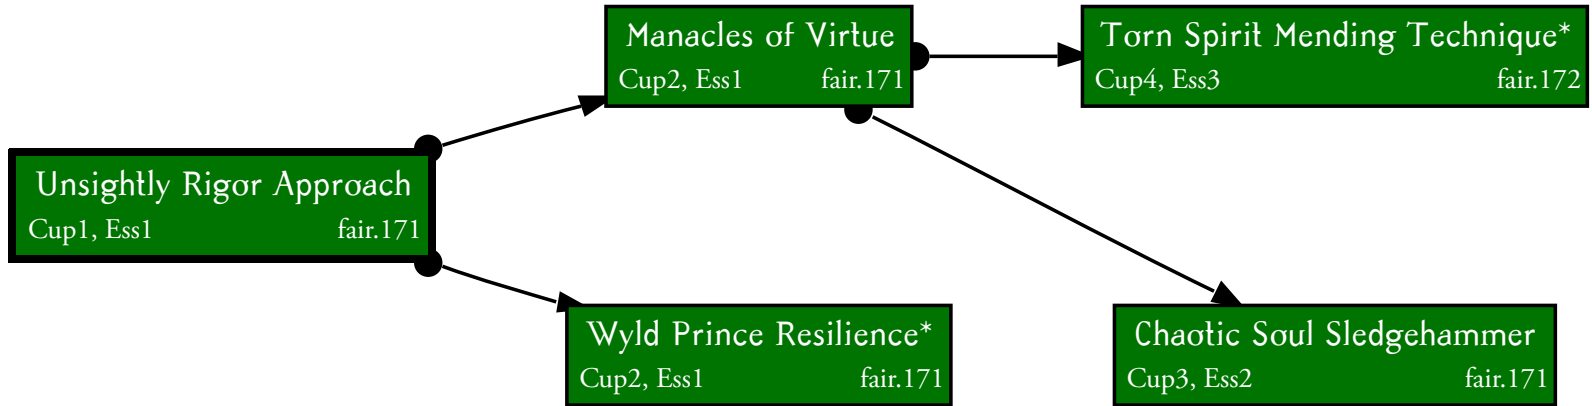 Manacles of Virtue
Cup2, Ess1 fair.171
Torn Spirit Mending Technique*
Cup4, Ess3 fair.172
Unsightly Rigor Approach
Cup1, Ess1 fair.171
Wyld Prince Resilience*
Cup2, Ess1 fair.171
Chaotic Soul Sledgehammer
Cup3, Ess2 fair.171